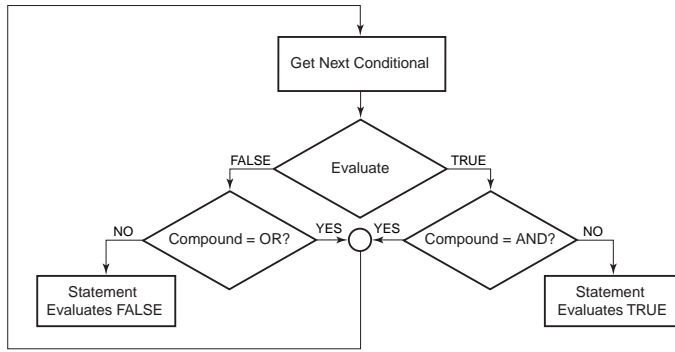 Get Next Conditional
Evaluate
FALSE
TRUE
Compound = OR?
NO
YES
Compound = AND?
YES
NO
Statement
Evaluates FALSE
Statement
Evaluates TRUE